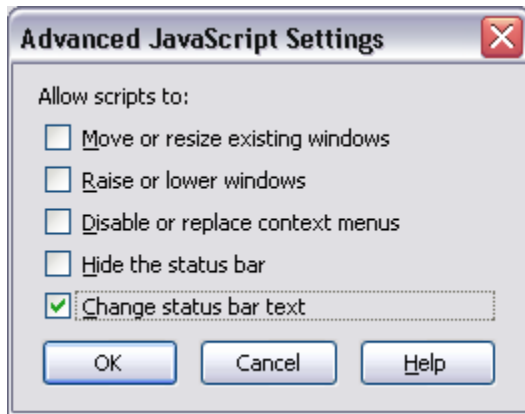 Advanced JavaScript Settings
Allow scripts to:
Move or resize existing windows
Raise or lower windows
Disable or replace context menus
Hide the status bar
Change status bar text
OK Cancel Help